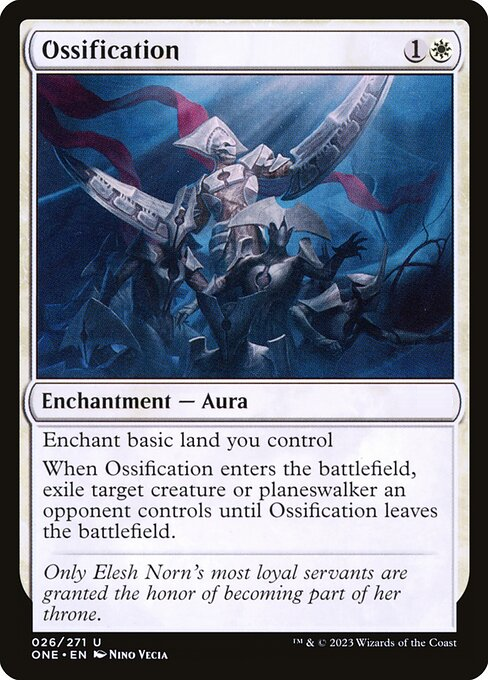 Ossification 1
Enchantment — Aura
Enchant basic land you control
When Ossification enters the battlefield,
exile target creature or planeswalker an
opponent controls until Ossification leaves
the battlefield.
Only Elesh Norn's most loyal servants are
granted the honor of becoming part of her
throne.
026/271 U
ONE • EN Nino Vecia
™ & © 2023 Wizards of the Coast